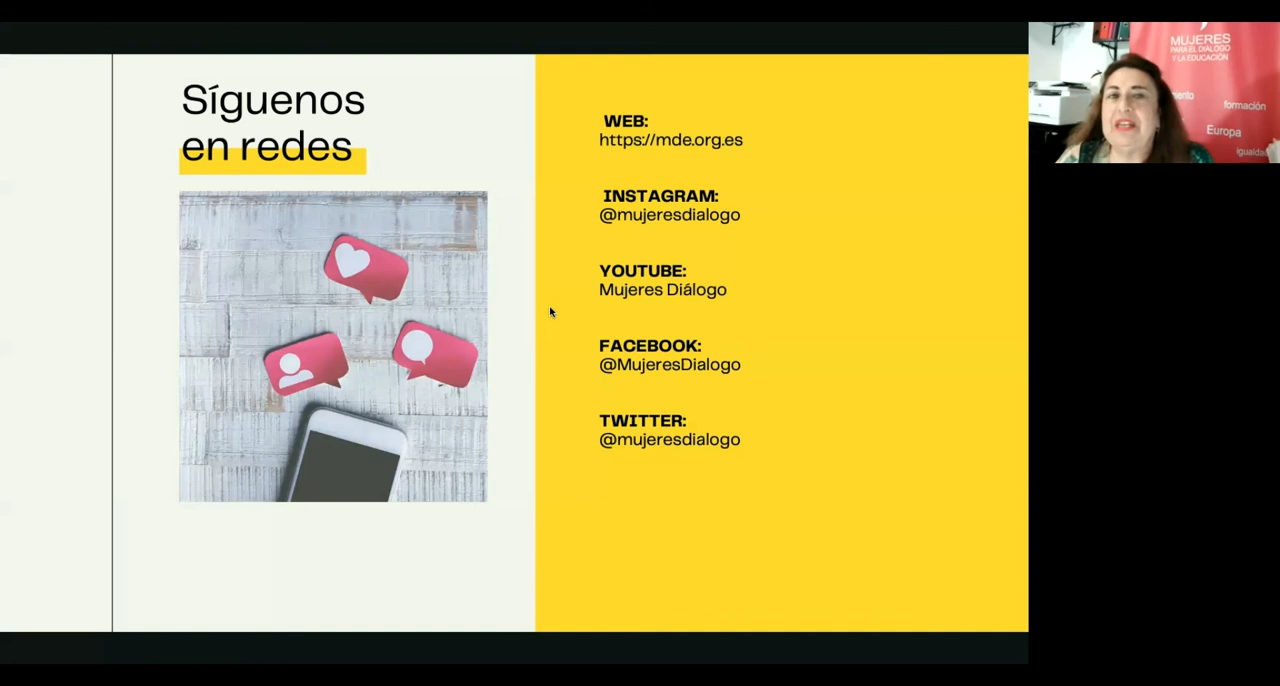 Síguenos
en redes
WEB:
https://mde.org.es
INSTAGRAM:
@mujeresdialogo
YOUTUBE:
Mujeres Diálogo
FACEBOOK:
@MujeresDialogo
TWITTER:
@mujeresdialogo
MUJERES
PARA EL DIÁLOGO
Y LA EDUCACIÓN
formación
Europa